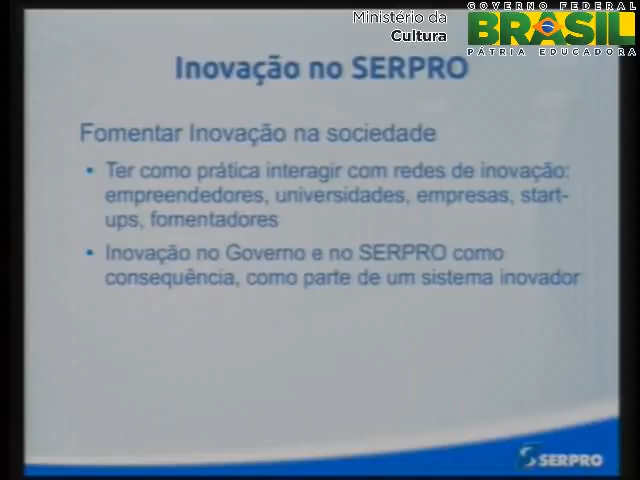 Ministério da
Cultura
GOVERNO FEDERAL
BRASIL
PÁTRIA EDUCADORA
Inovação no SERPRO
Fomentar Inovação na sociedade
• Ter como prática interagir com redes de inovação:
empreendedores, universidades, empresas, start-
ups, fomentadores
• Inovação no Governo e no SERPRO como
consequência, como parte de um sistema inovador
SERPRO